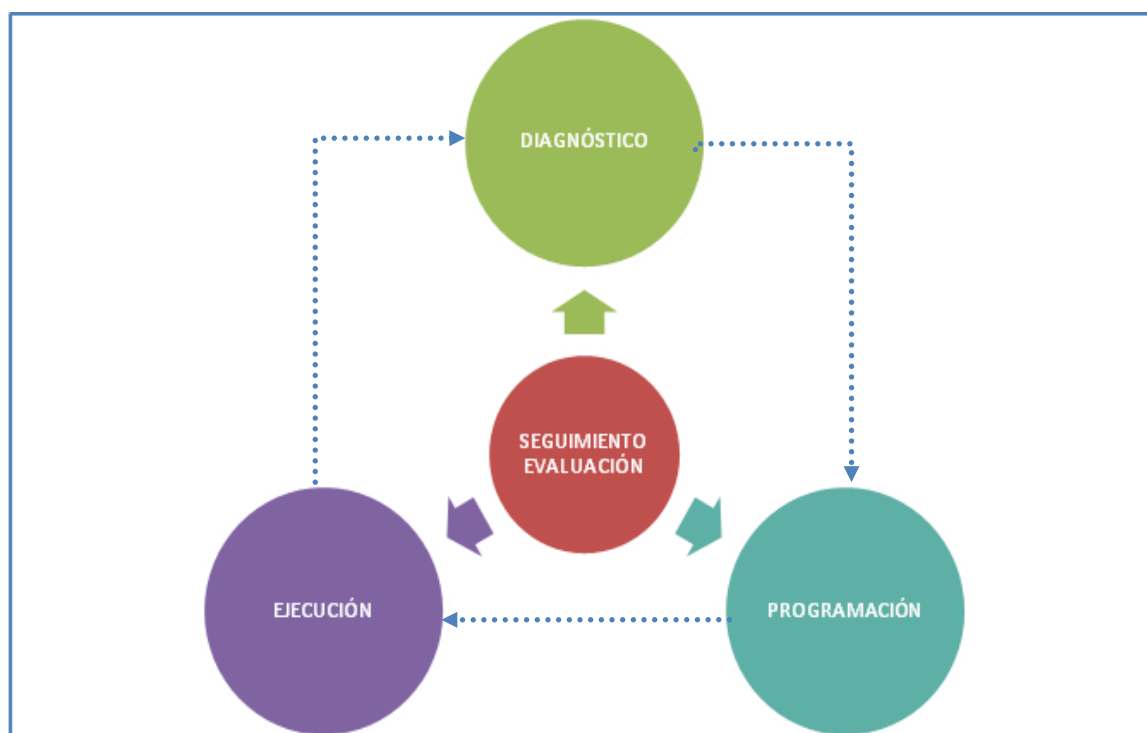 DIAGNÓSTICO
SEGUIMIENTO
EVALUACIÓN
EJECUCIÓN
PROGRAMACIÓN